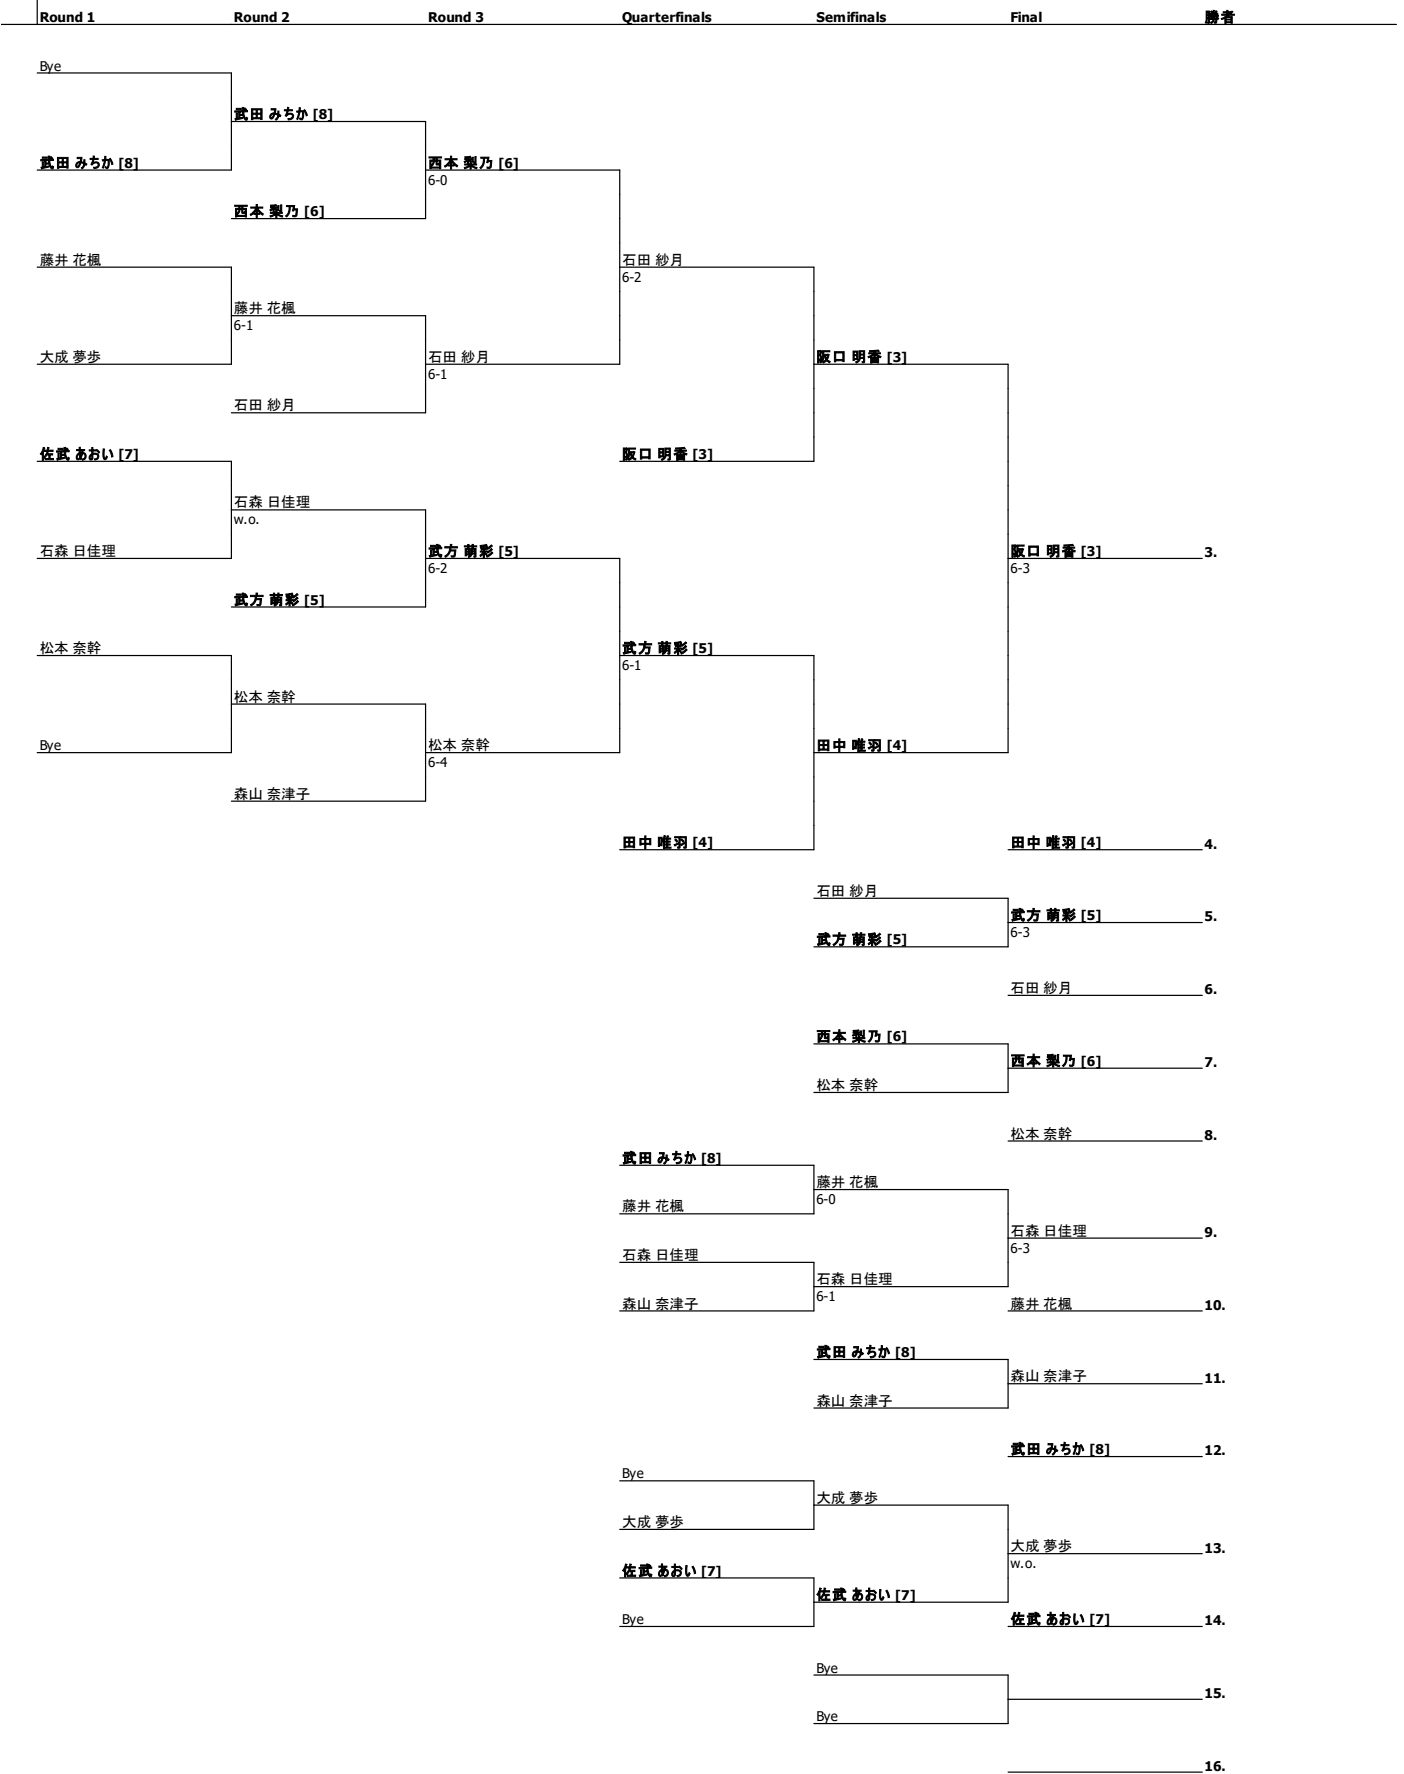 Round 1 Round 2 Round 3 Quarterfinals Semifinals Final 勝者
Bye
武田 みちか [8]
武田 みちか [8] 西本 梨乃 [6]
6-0
西本 梨乃 [6]
藤井 花楓 石田 紗月
6-2
藤井 花楓
6-1
大成 夢歩 石田 紗月 阪口 明香 [3]
6-1
石田 紗月
佐武 あおい [7] 阪口 明香 [3]
石森 日佳理
w.o.
石森 日佳理 武方 萌彩 [5] 阪口 明香 [3] 3.
6-2 6-3
武方 萌彩 [5]
松本 奈幹 武方 萌彩 [5]
6-1
松本 奈幹
Bye 松本 奈幹 田中 唯羽 [4]
6-4
森山 奈津子
田中 唯羽 [4] 田中 唯羽 [4] 4.
石田 紗月
武方 萌彩 [5] 5.
6-3
武方 萌彩 [5]
石田 紗月 6.
西本 梨乃 [6]
西本 梨乃 [6] 7.
松本 奈幹
松本 奈幹 8.
武田 みちか [8]
藤井 花楓
6-0
藤井 花楓
石森 日佳理 9.
6-3
石森 日佳理
石森 日佳理
6-1
森山 奈津子 藤井 花楓 10.
武田 みちか [8]
森山 奈津子 11.
森山 奈津子
武田 みちか [8] 12.
Bye
大成 夢歩
大成 夢歩
大成 夢歩 13.
w.o.
佐武 あおい [7]
佐武 あおい [7]
Bye 佐武 あおい [7] 14.
Bye
15.
Bye
16.